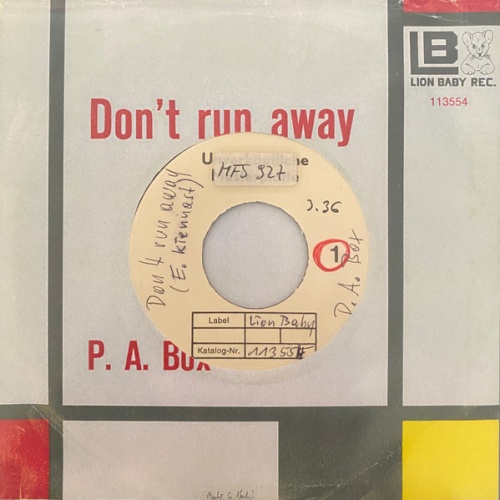 LB
LION BABY REC.
113554
Don't run away
Unverkäufliche
MFS 927
3.36
1
Don't run away
(E. Kiennast)
P. A. Box
Label Lion Baby
Katalog-Nr. 113554
P. A. Box